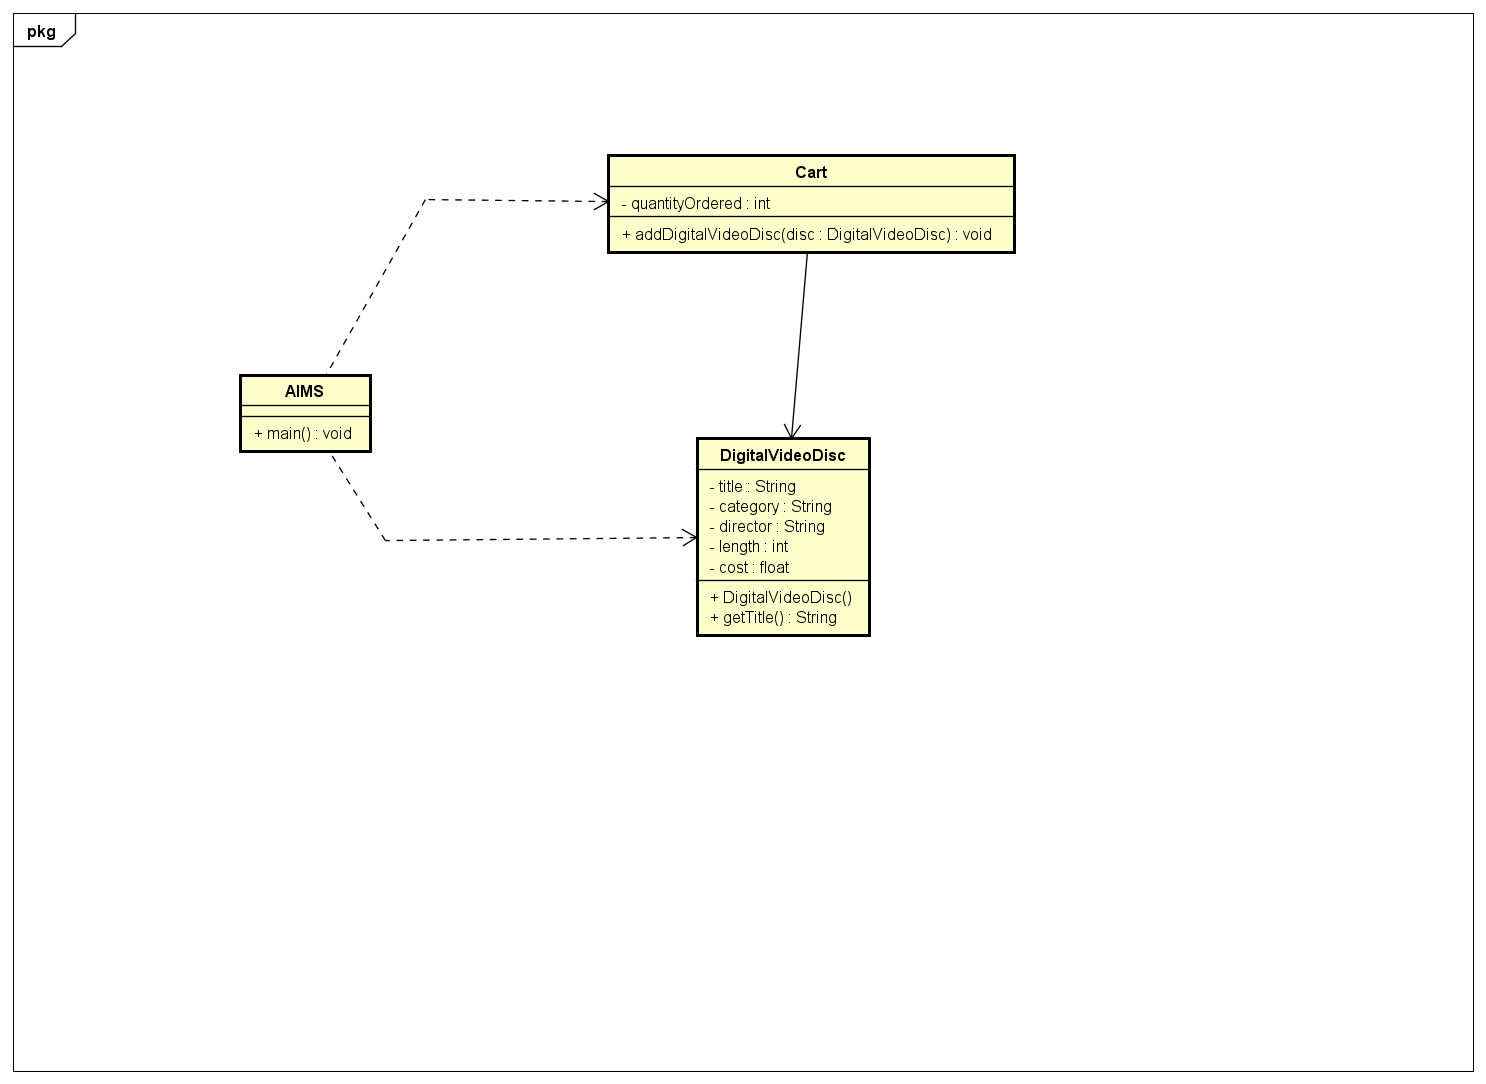 pkg
Cart
- quantityOrdered : int
+ addDigitalVideoDisc(disc : DigitalVideoDisc) : void
AIMS
+ main() : void
DigitalVideoDisc
- title : String
- category : String
- director : String
- length : int
- cost : float
+ DigitalVideoDisc()
+ getTitle() : String